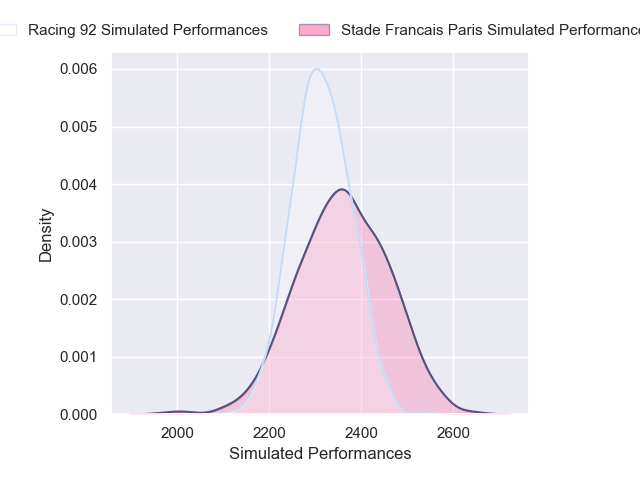 Racing 92 Simulated Performances Stade Francais Paris Simulated Performance
0.006
0.005
0.004
0.003
0.002
0.001
0.000
Density
2000 2200 2400 2600
Simulated Performances